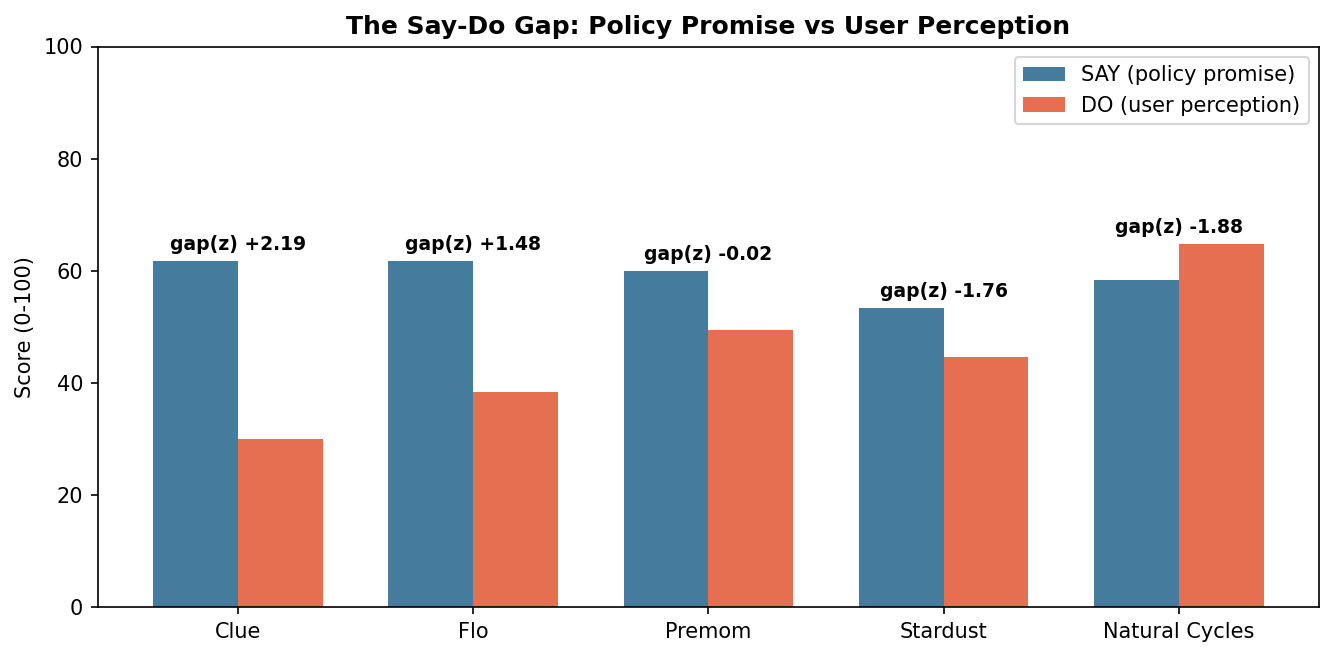 The Say-Do Gap: Policy Promise vs User Perception
SAY (policy promise)
DO (user perception)
Score (0-100)
100
80
60
40
20
0
gap(z) +2.19
gap(z) +1.48
gap(z) -0.02
gap(z) -1.76
gap(z) -1.88
Clue
Flo
Premom
Stardust
Natural Cycles